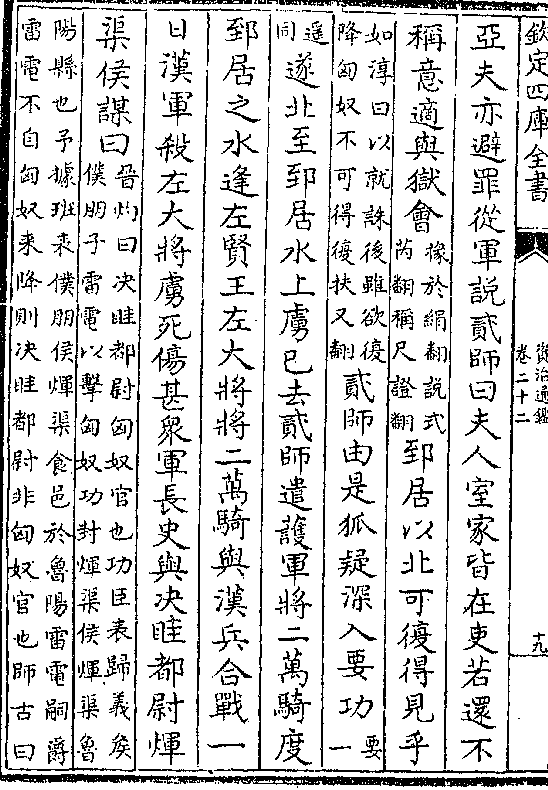 欽定四庫全書
資治通鑑
卷二十二
十九
亞夫亦避罪從軍說貳師曰夫人室家皆在吏若還不
稱意適與獄會
掾於絹翻說式
芮翻稱尺證翻
郅居以北可復得見乎
如淳曰以就誅後雖欲復
降匈奴不可得復扶又翻
貳師由是狐疑深入要功
要
一
遥
同
遂北至郅居水上虜已去貳師遣護軍將二萬騎度
郅居之水逢左賢王左大將將二萬騎與漢兵合戰一
日漢軍殺左大將虜死傷甚衆軍長史與决眭都尉煇
渠侯謀曰
晉灼曰决眭都尉匈奴官也功臣表歸義矦
僕朋子雷電以擊匈奴功封煇渠侯煇渠魯
陽縣也予據班表僕朋侯煇渠食邑於魯陽雷電嗣爵
雷電不自匈奴来降則决眭都尉非匈奴官也師古曰